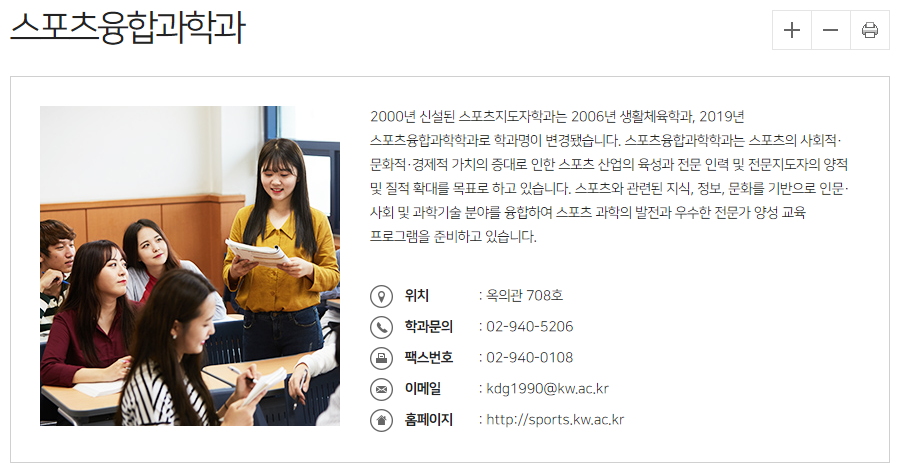 스포츠융합과학과
2000년 신설된 스포츠지도자학과는 2006년 생활체육학과, 2019년
스포츠융합과학학과로 학과명이 변경됐습니다. 스포츠융합과학학과는 스포츠의 사회적·
문화적·경제적 가치의 증대로 인한 스포츠 산업의 육성과 전문 인력 및 전문지도자의 양적
및 질적 확대를 목표로 하고 있습니다. 스포츠와 관련된 지식, 정보, 문화를 기반으로 인문·
사회 및 과학기술 분야를 융합하여 스포츠 과학의 발전과 우수한 전문가 양성 교육
프로그램을 준비하고 있습니다.
위치 : 옥의관 708호
학과문의 : 02-940-5206
팩스번호 : 02-940-0108
이메일 : kdg1990@kw.ac.kr
홈페이지 : http://sports.kw.ac.kr